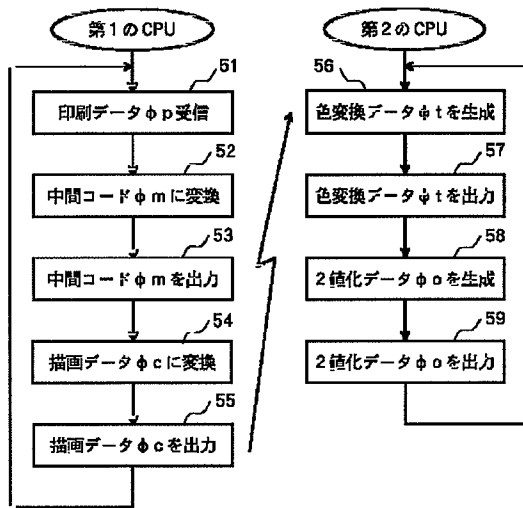 第1のCPU
51
印刷データφp受信
52
中間コードφmに変換
53
中間コードφmを出力
54
描画データφcに変換
55
描画データφcを出力
第2のCPU
56
色変換データφtを生成
57
色変換データφtを出力
58
2値化データφoを生成
59
2値化データφoを出力